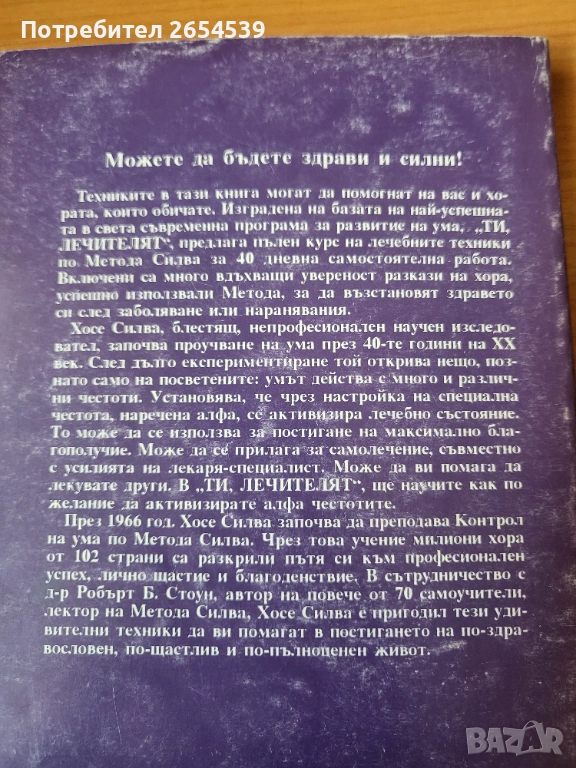 Потребител 2654539
Можете да бъдете здрави и силни!
Техниките в тази книга могат да помогнат на вас и хо-
рата, които обичате. Изградена на базата на най-успешна-
та в света съвременна програма за развитие на ума, „ТИ,
ЛЕЧИТЕЛЯТ“, предлага пълен курс на лечебните техники
по Метода Силва за 40 дневна самостоятелна работа.
Включени са много вдъхващи увереност разкази на хора,
успешно използвали Метода, за да възстановят здравето
си след заболяване или наранявания.
Хосе Силва, блестящ, непрофесионален научен изследо-
вател, започва проучване на ума през 40-те години на XX
век. След дълго експериментиране той открива нещо, поз-
нато само на посветените: умът действа с много и различ-
ни честоти. Установява, че чрез настройка на специална
честота, наречена алфа, се активизира лечебно състояние.
То може да се използва за постигане на максимално бла-
гополучие. Може да се прилага за самолечение, съвместно
с усилията на лекаря-специалист. Може да ви помага да
лекувате други. В „ТИ, ЛЕЧИТЕЛЯТ“, ще научите как по
желание да активизирате алфа честотите.
През 1966 год. Хосе Силва започва да преподава Контрол
на ума по Метода Силва. Чрез това учение милиони хора
от 102 страни са разкрили пътя си към професионален
успех, лично щастие и благоденствие. В сътрудничество с
д-р Робърт Б. Стоун, автор на повече от 70 самоучители,
лектор на Метода Силва, Хосе Силва е пригодил тези уди-
вителни техники да ви помагат в постигането на по-здра-
вословен, по-щастлив и по-пълноценен живот.
BAZAR